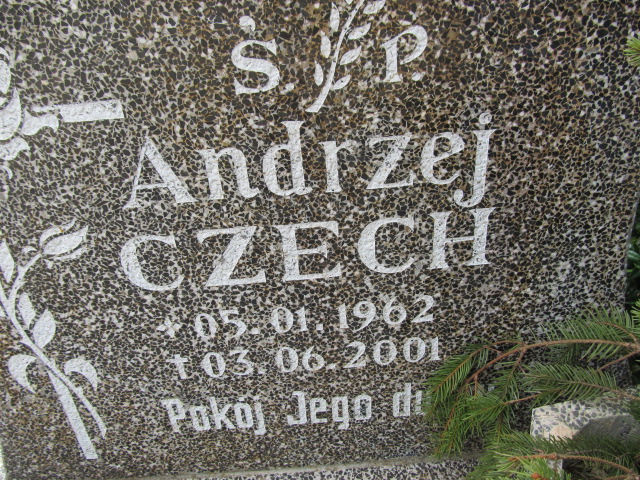 Ś. P.
Andrzej
CZECH
* 05. 01. 1962
† 03. 06. 2001
Pokój Jego